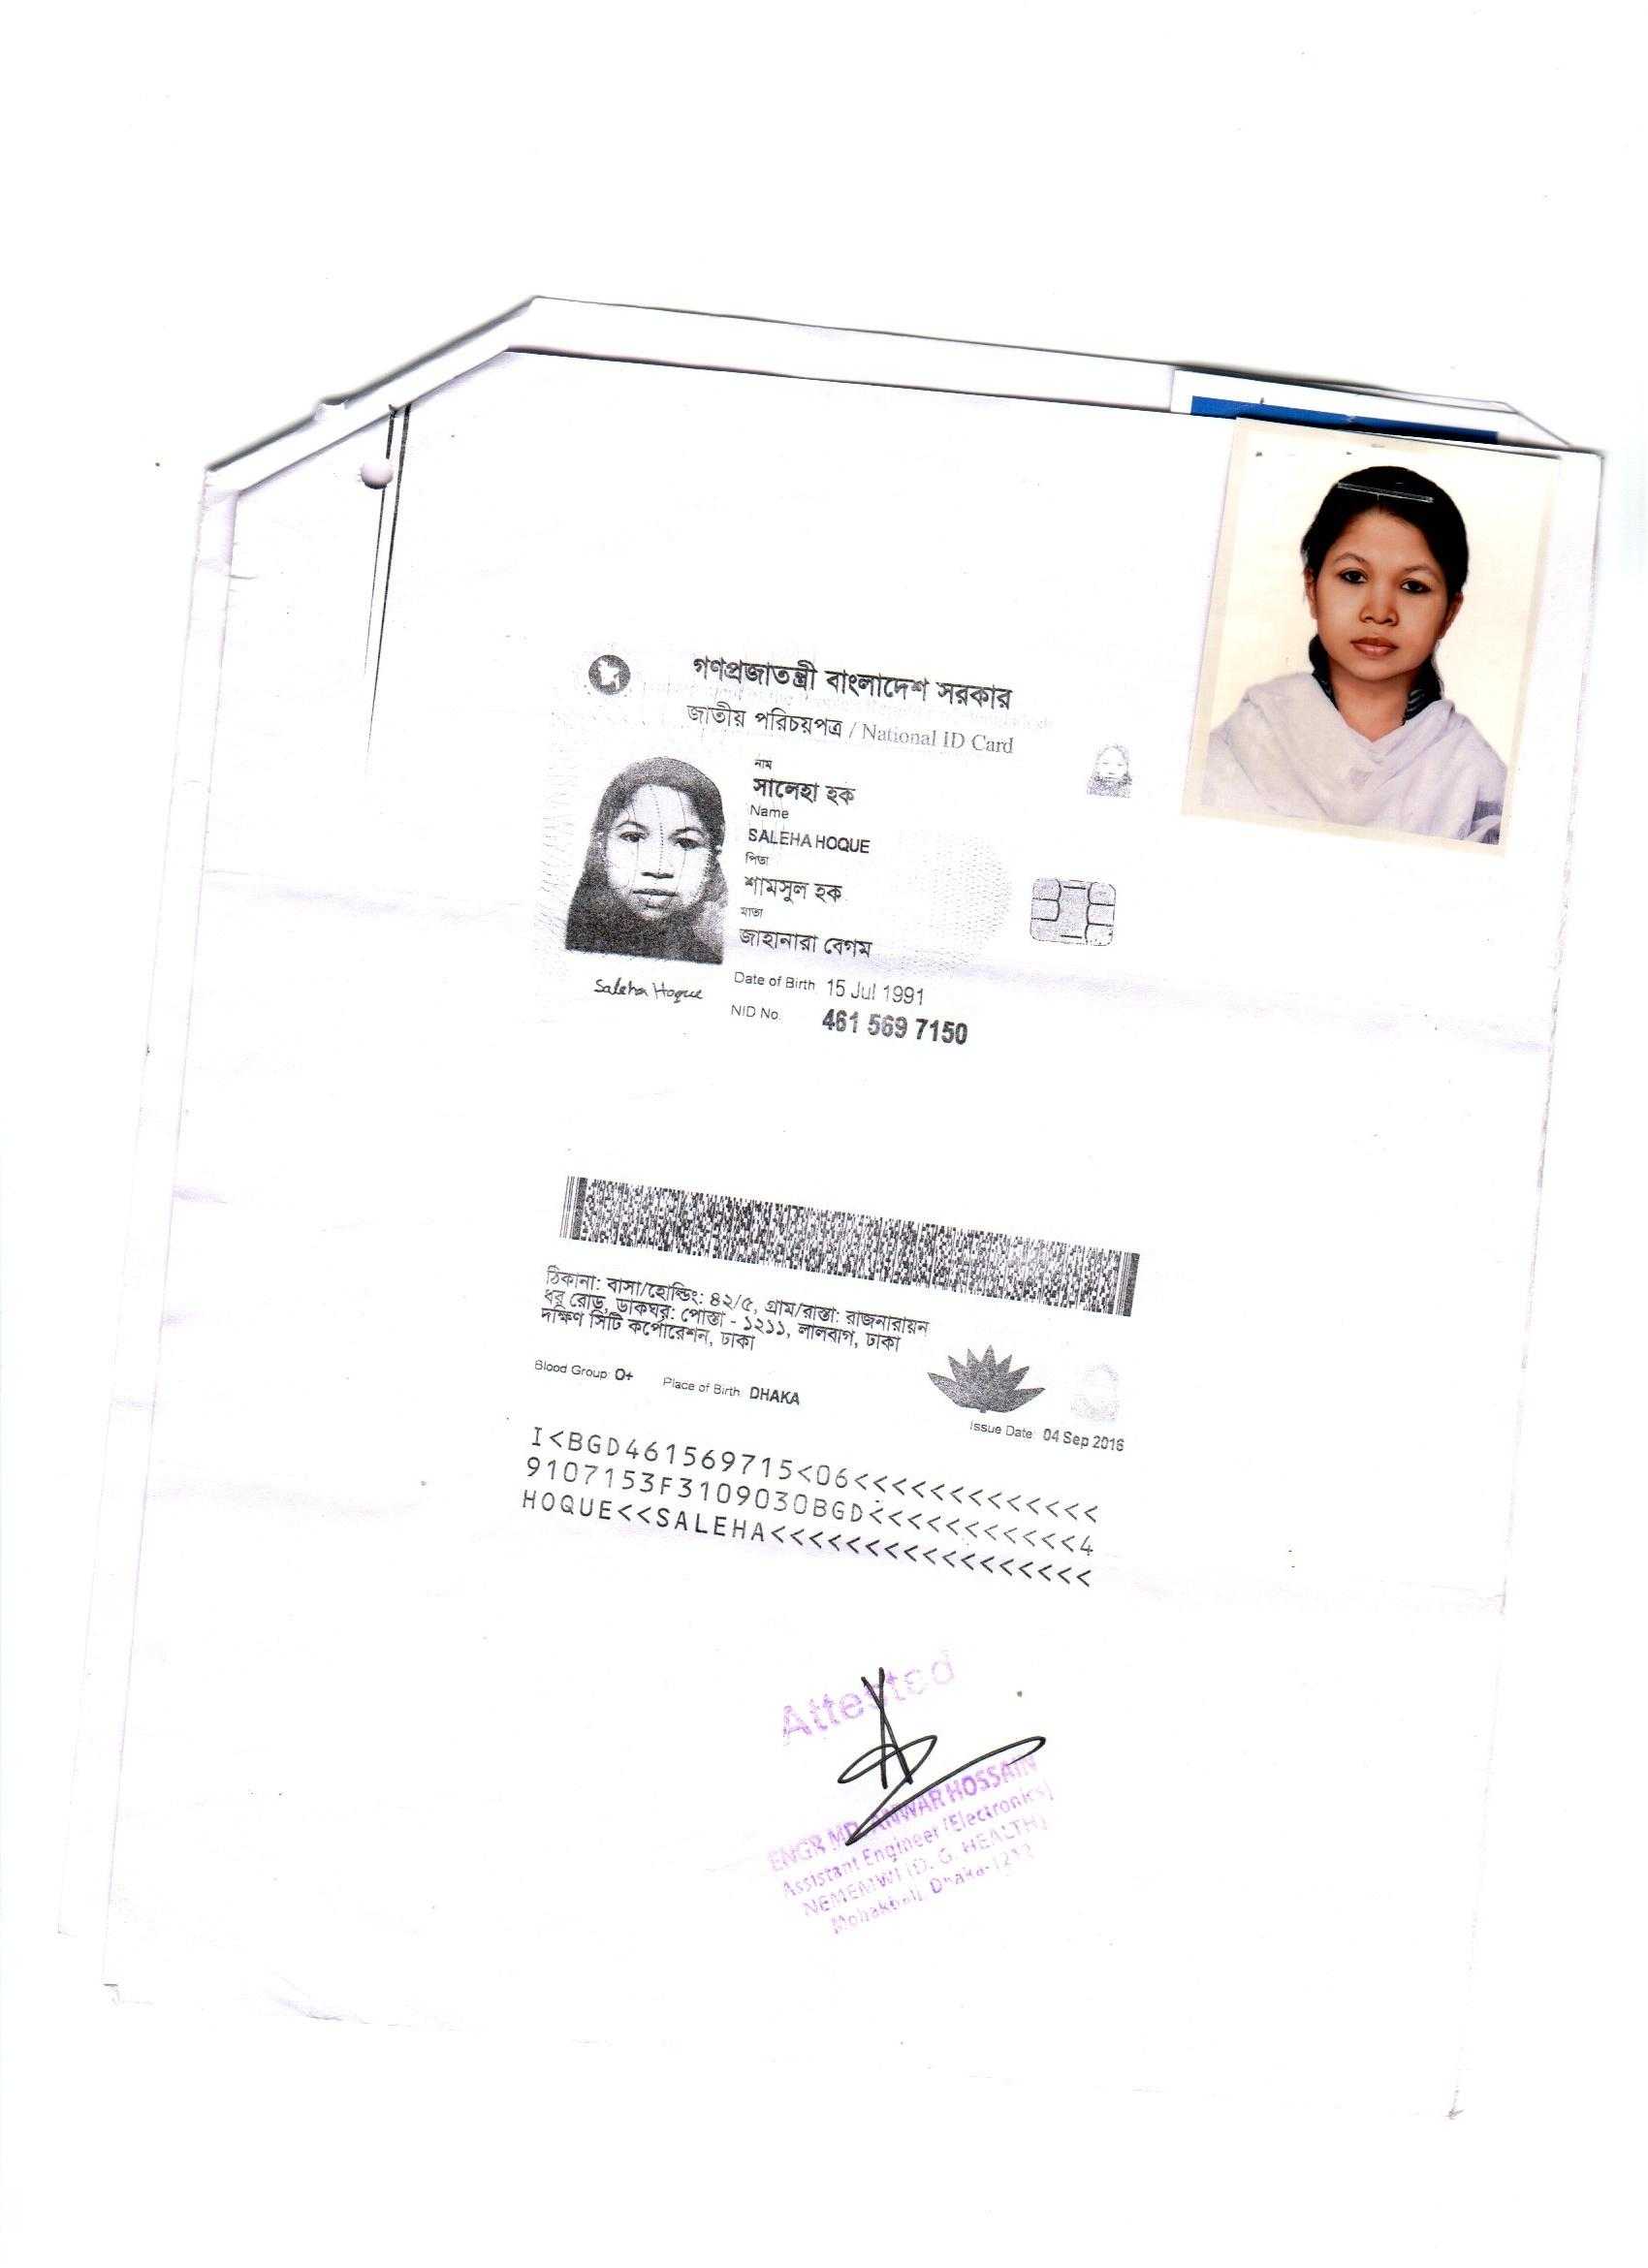 গণপ্রজাতন্ত্রী বাংলাদেশ সরকার
জাতীয় পরিচয়পত্র / National ID Card
নাম
সালেহা হক
Name
SALEHA HOQUE
পিতা
শামসুল হক
মাতা
জাহানারা বেগম
Saleha Hoque
Date of Birth 15 Jul 1991
NID No. 461 569 7150
ঠিকানা: বাসা/হোল্ডিং: ৪২/৫, গ্রাম/রাস্তা: রাজনারায়ন
ধর রোড, ডাকঘর: পোস্তা - ১২১১, লালবাগ, ঢাকা
দক্ষিণ সিটি কর্পোরেশন, ঢাকা
Blood Group: O+ Place of Birth: DHAKA
Issue Date: 04 Sep 2016
I<BGD461569715<06<<<<<<<<<<<<<
9107153F3109030BGD<<<<<<<<<<<4
HOQUE<<SALEHA<<<<<<<<<<<<<<<<<
Attested
ENGR MD. ANWAR HOSSAIN
Assistant Engineer (Electronics)
NEMEMW (D. G. HEALTH)
Mohakhali, Dhaka-1212